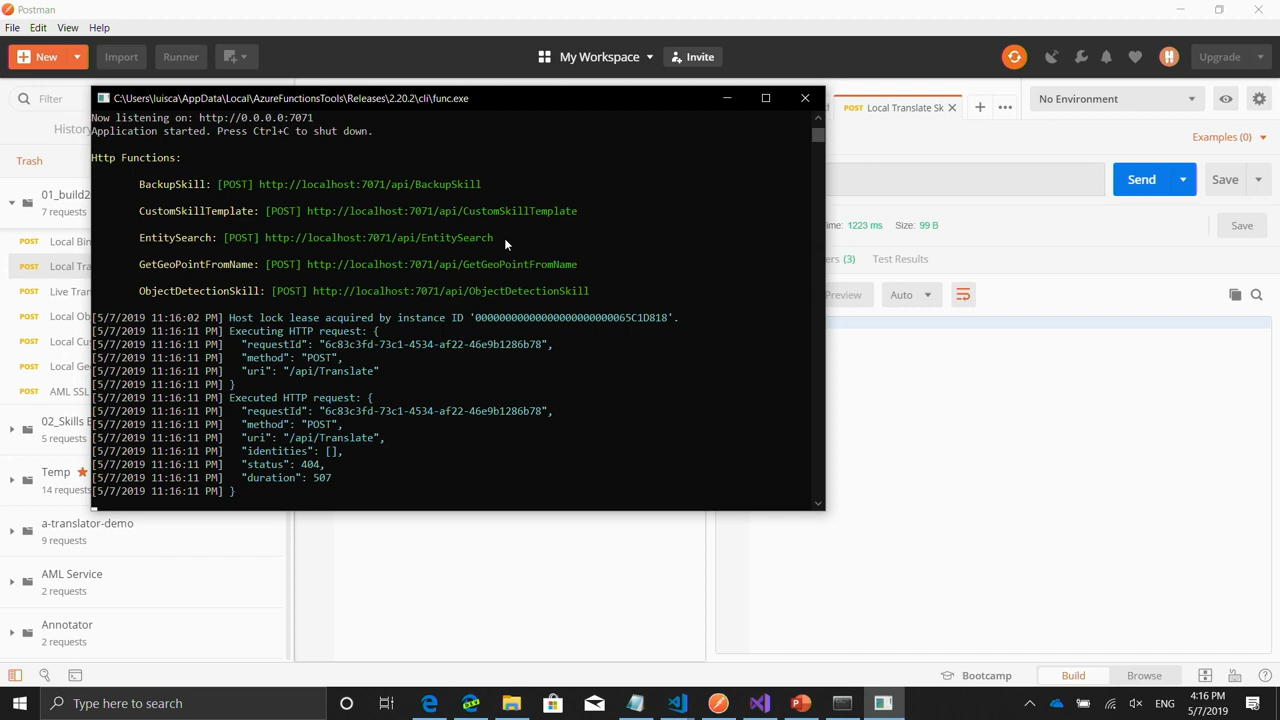 Postman
File Edit View Help
New Import Runner My Workspace Invite Upgrade
Filter
History
Trash
01_build2
7 requests
POST Local Bin
POST Local Tra
POST Live Tran
POST Local Ob
POST Local Cu
POST Local Ge
POST AML SSL
02_Skills B
5 requests
Temp
14 requests
a-translator-demo
9 requests
AML Service
2 requests
Annotator
2 requests
C:\Users\luisca\AppData\Local\AzureFunctionsTools\Releases\2.20.2\cli\func.exe
Now listening on: http://0.0.0.0:7071
Application started. Press Ctrl+C to shut down.
Http Functions:
BackupSkill: [POST] http://localhost:7071/api/BackupSkill
CustomSkillTemplate: [POST] http://localhost:7071/api/CustomSkillTemplate
EntitySearch: [POST] http://localhost:7071/api/EntitySearch
GetGeoPointFromName: [POST] http://localhost:7071/api/GetGeoPointFromName
ObjectDetectionSkill: [POST] http://localhost:7071/api/ObjectDetectionSkill
[5/7/2019 11:16:02 PM] Host lock lease acquired by instance ID '000000000000000000000000065C1D818'.
[5/7/2019 11:16:11 PM] Executing HTTP request: {
[5/7/2019 11:16:11 PM] "requestId": "6c83c3fd-73c1-4534-af22-46e9b1286b78",
[5/7/2019 11:16:11 PM] "method": "POST",
[5/7/2019 11:16:11 PM] "uri": "/api/Translate"
[5/7/2019 11:16:11 PM] }
[5/7/2019 11:16:11 PM] Executed HTTP request: {
[5/7/2019 11:16:11 PM] "requestId": "6c83c3fd-73c1-4534-af22-46e9b1286b78",
[5/7/2019 11:16:11 PM] "method": "POST",
[5/7/2019 11:16:11 PM] "uri": "/api/Translate",
[5/7/2019 11:16:11 PM] "identities": [],
[5/7/2019 11:16:11 PM] "status": 404,
[5/7/2019 11:16:11 PM] "duration": 507
[5/7/2019 11:16:11 PM] }
POST Local Translate Sk No Environment
Examples (0)
Send Save
ime: 1223 ms Size: 99 B Save
ers (3) Test Results
Preview Auto
Bootcamp Build Browse
Type here to search
ENG
4:16 PM
5/7/2019